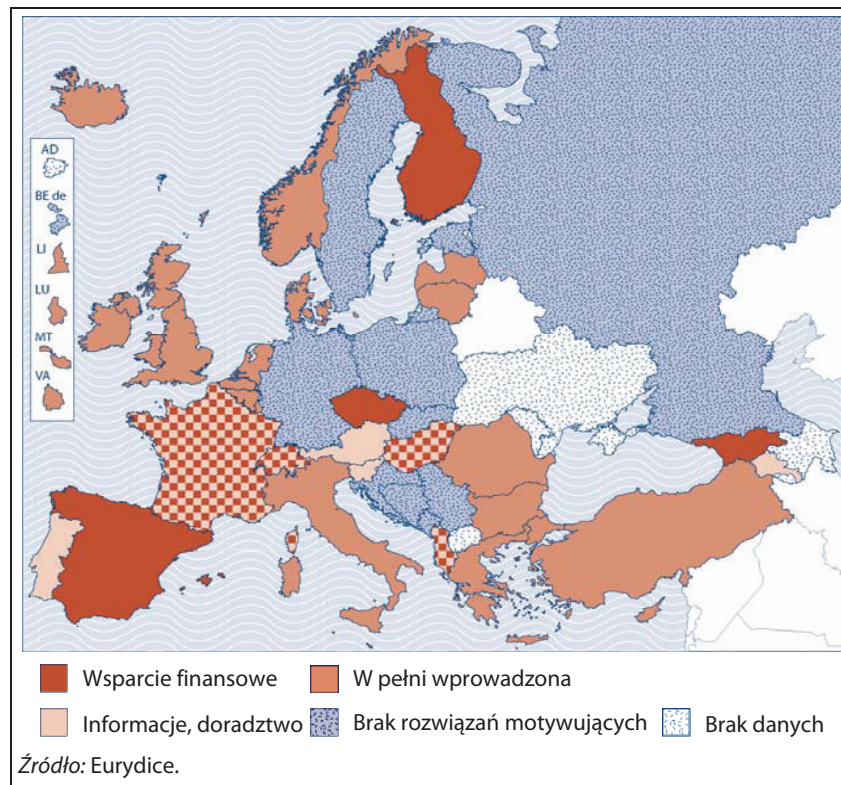 AD
BE de
LI
LU
MT
VA
Wsparcie finansowe
W pełni wprowadzona
Informacje, doradztwo
Brak rozwiązań motywujących
Brak danych
Źródło: Eurydice.